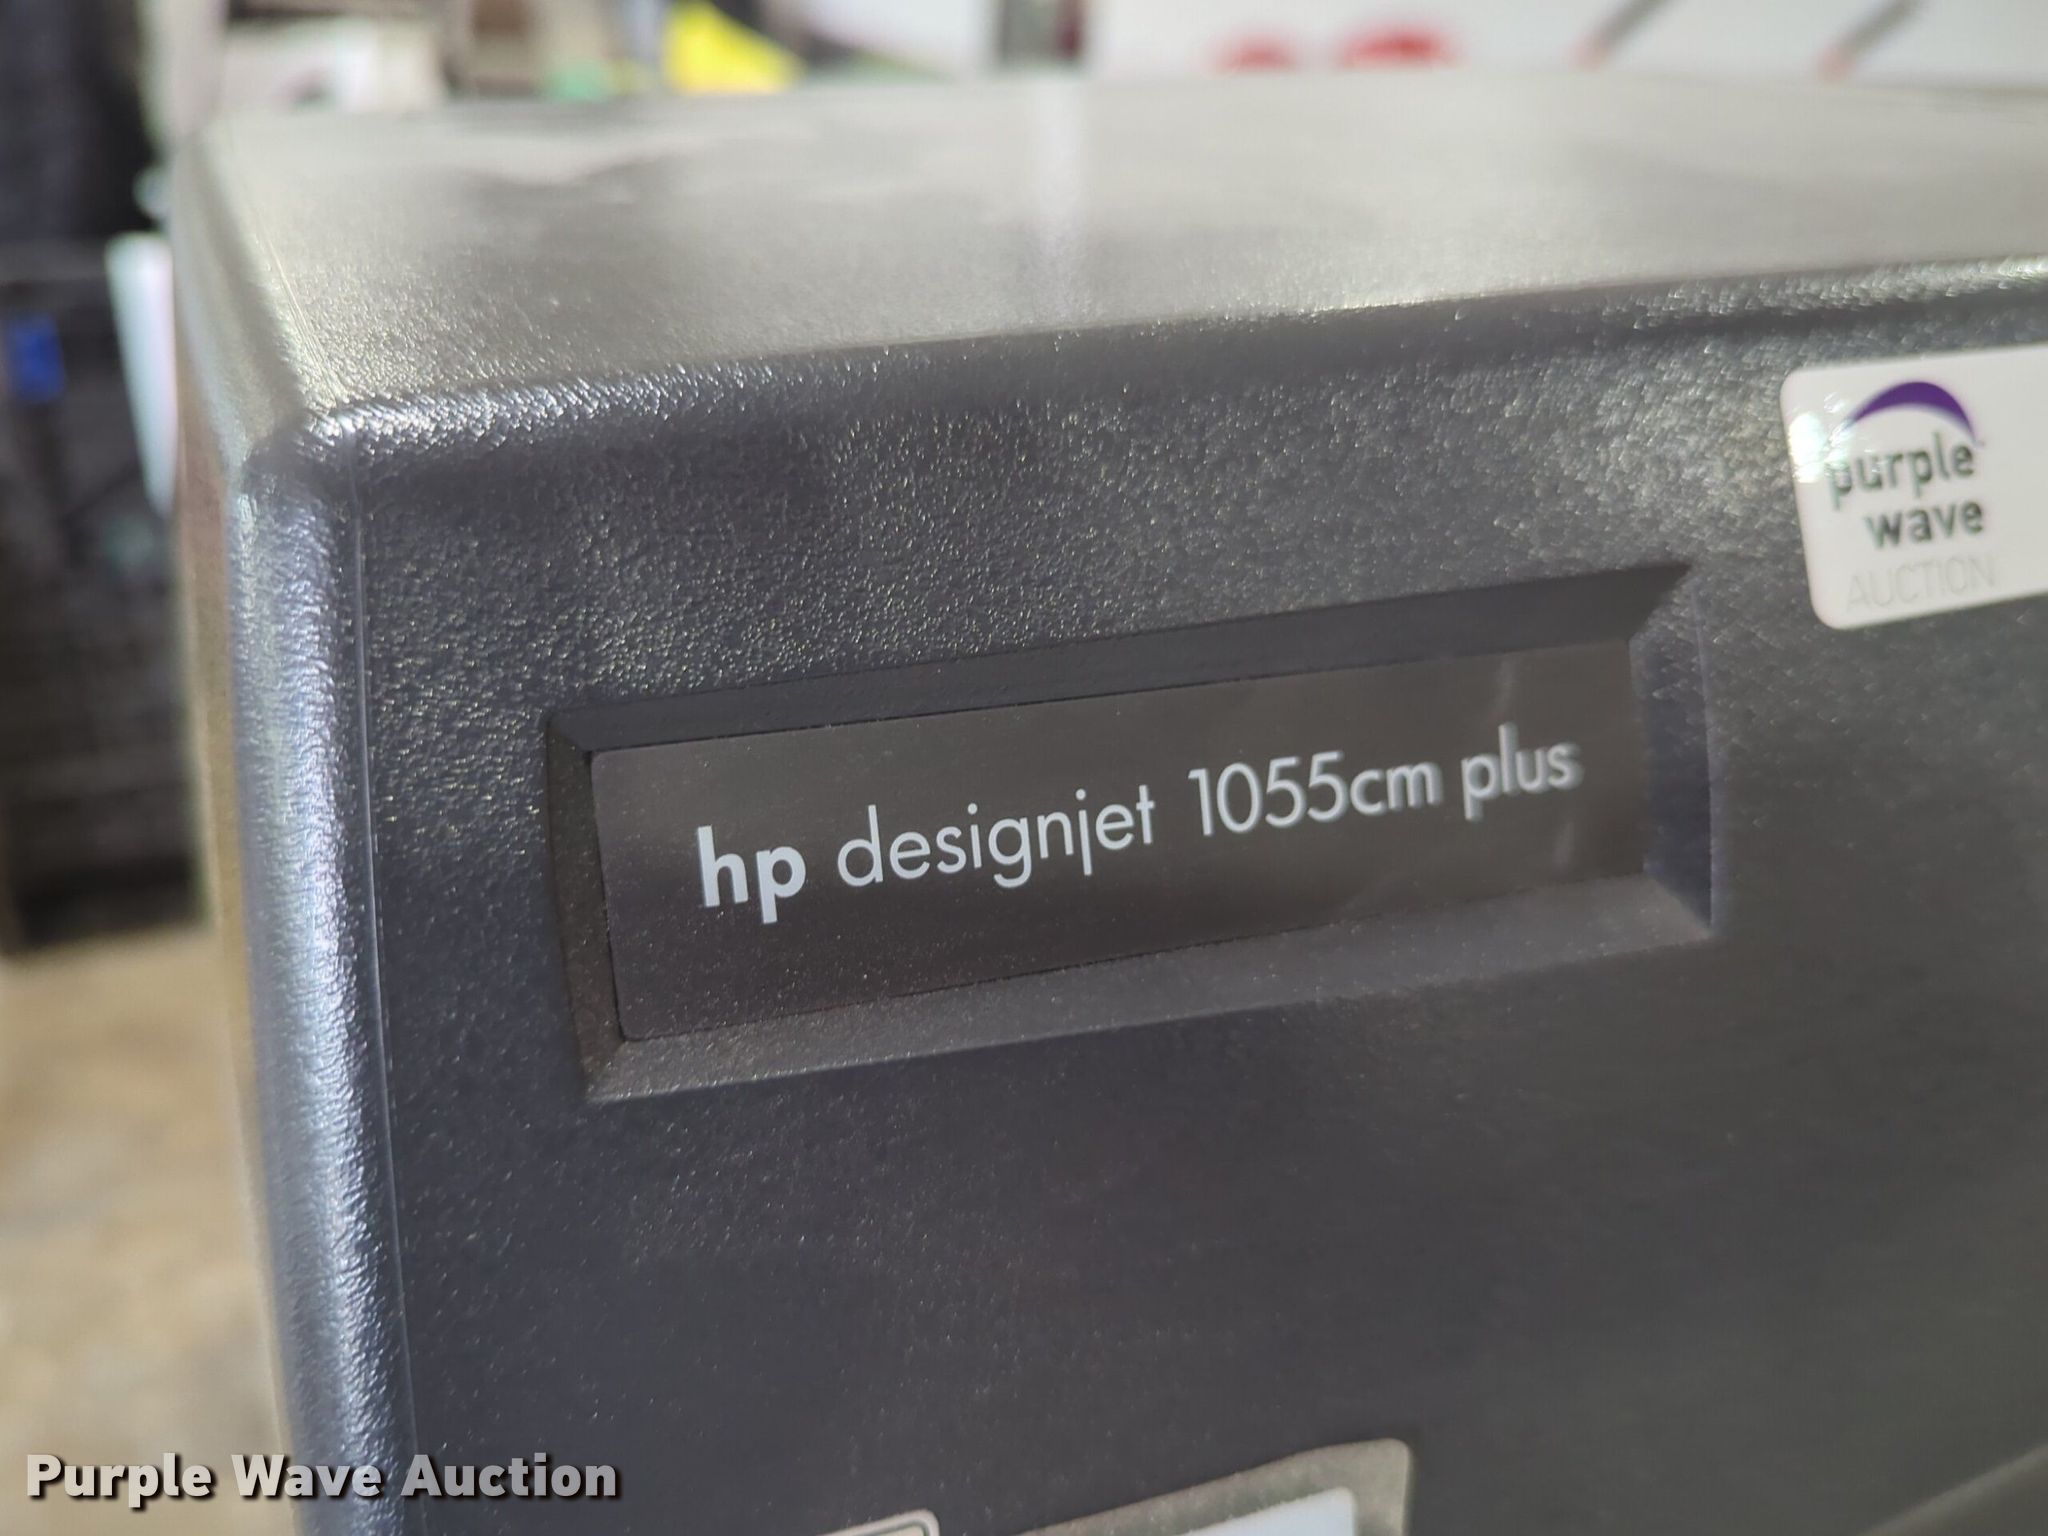 purple
wave
AUCTION
hp designjet 1055cm plus
Purple Wave Auction